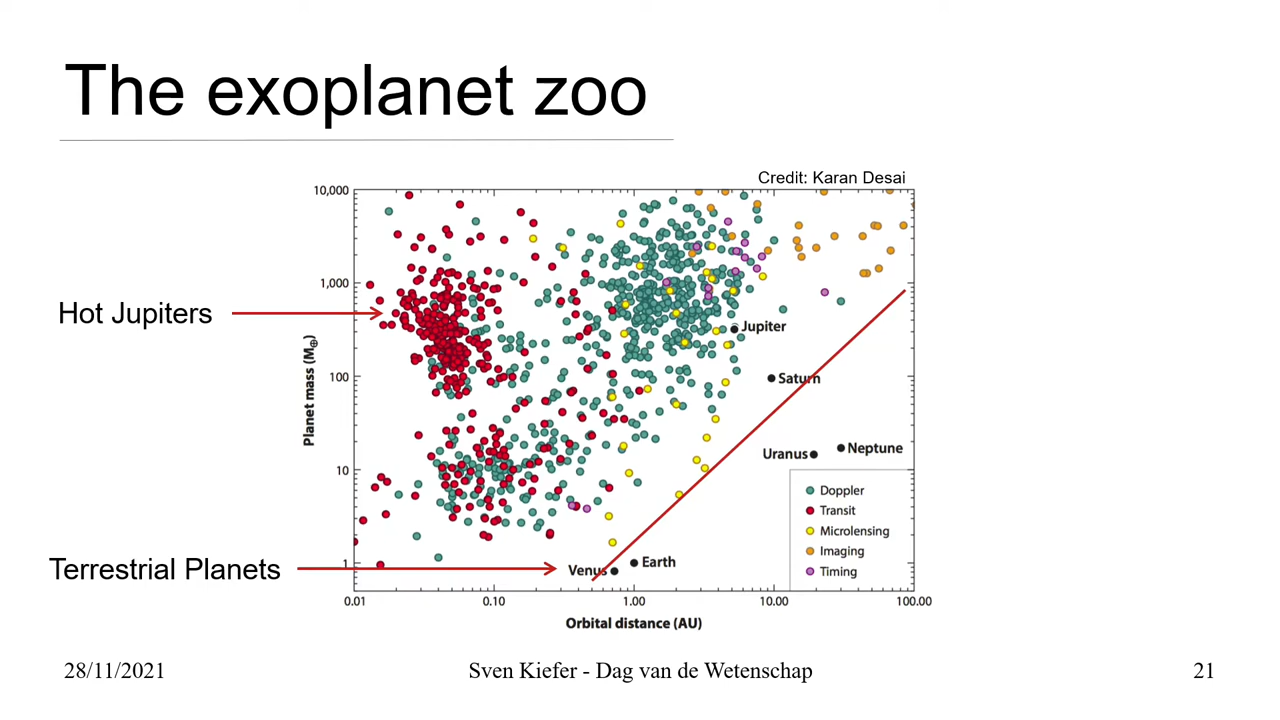 The exoplanet zoo
Credit: Karan Desai
10,000
1,000
100
10
1
Planet mass (M⊕)
Hot Jupiters
Terrestrial Planets
Jupiter
Saturn
Uranus
Neptune
Venus
Earth
Doppler
Transit
Microlensing
Imaging
Timing
0.01 0.10 1.00 10.00 100.00
Orbital distance (AU)
28/11/2021 Sven Kiefer - Dag van de Wetenschap 21